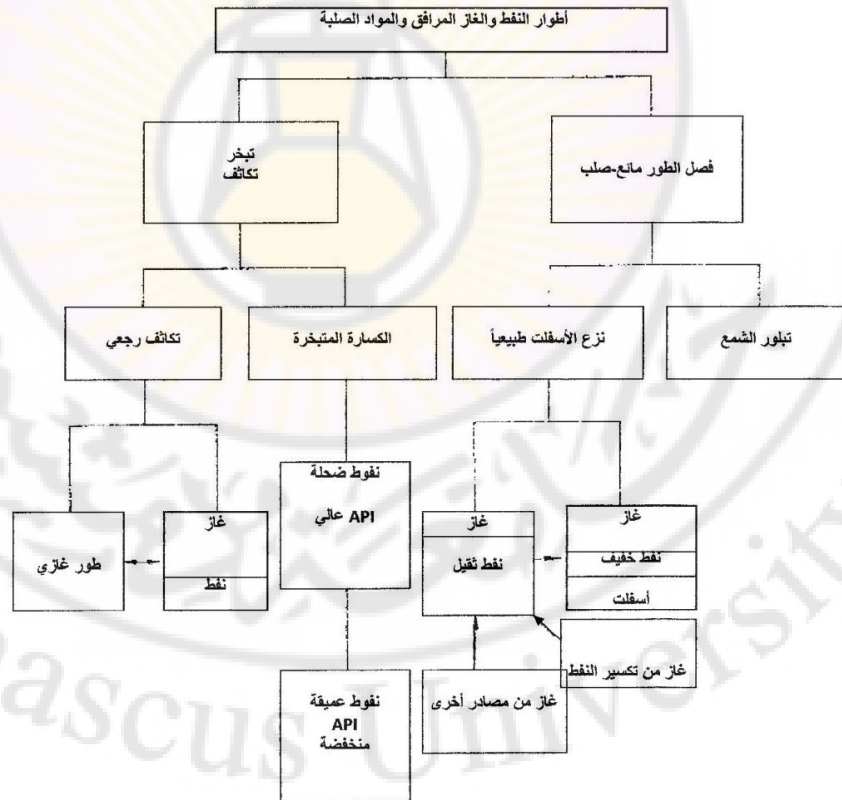 أطوار النفط والغاز المرافق والمواد الصلبة
فصل الطور مائع-صلب
تبخر
تكاثف
تبلور الشمع
نزع الأسفلت طبيعياً
الكسارة المتبخرة
تكاثف رجعي
غاز
نفط خفيف
أسفلت
غاز
نفط ثقيل
نفوط ضحلة
API عالي
غاز
نفط
طور غازي
غاز من تكسير النفط
غاز من مصادر أخرى
نفوط عميقة
API
منخفضة
Damascus University